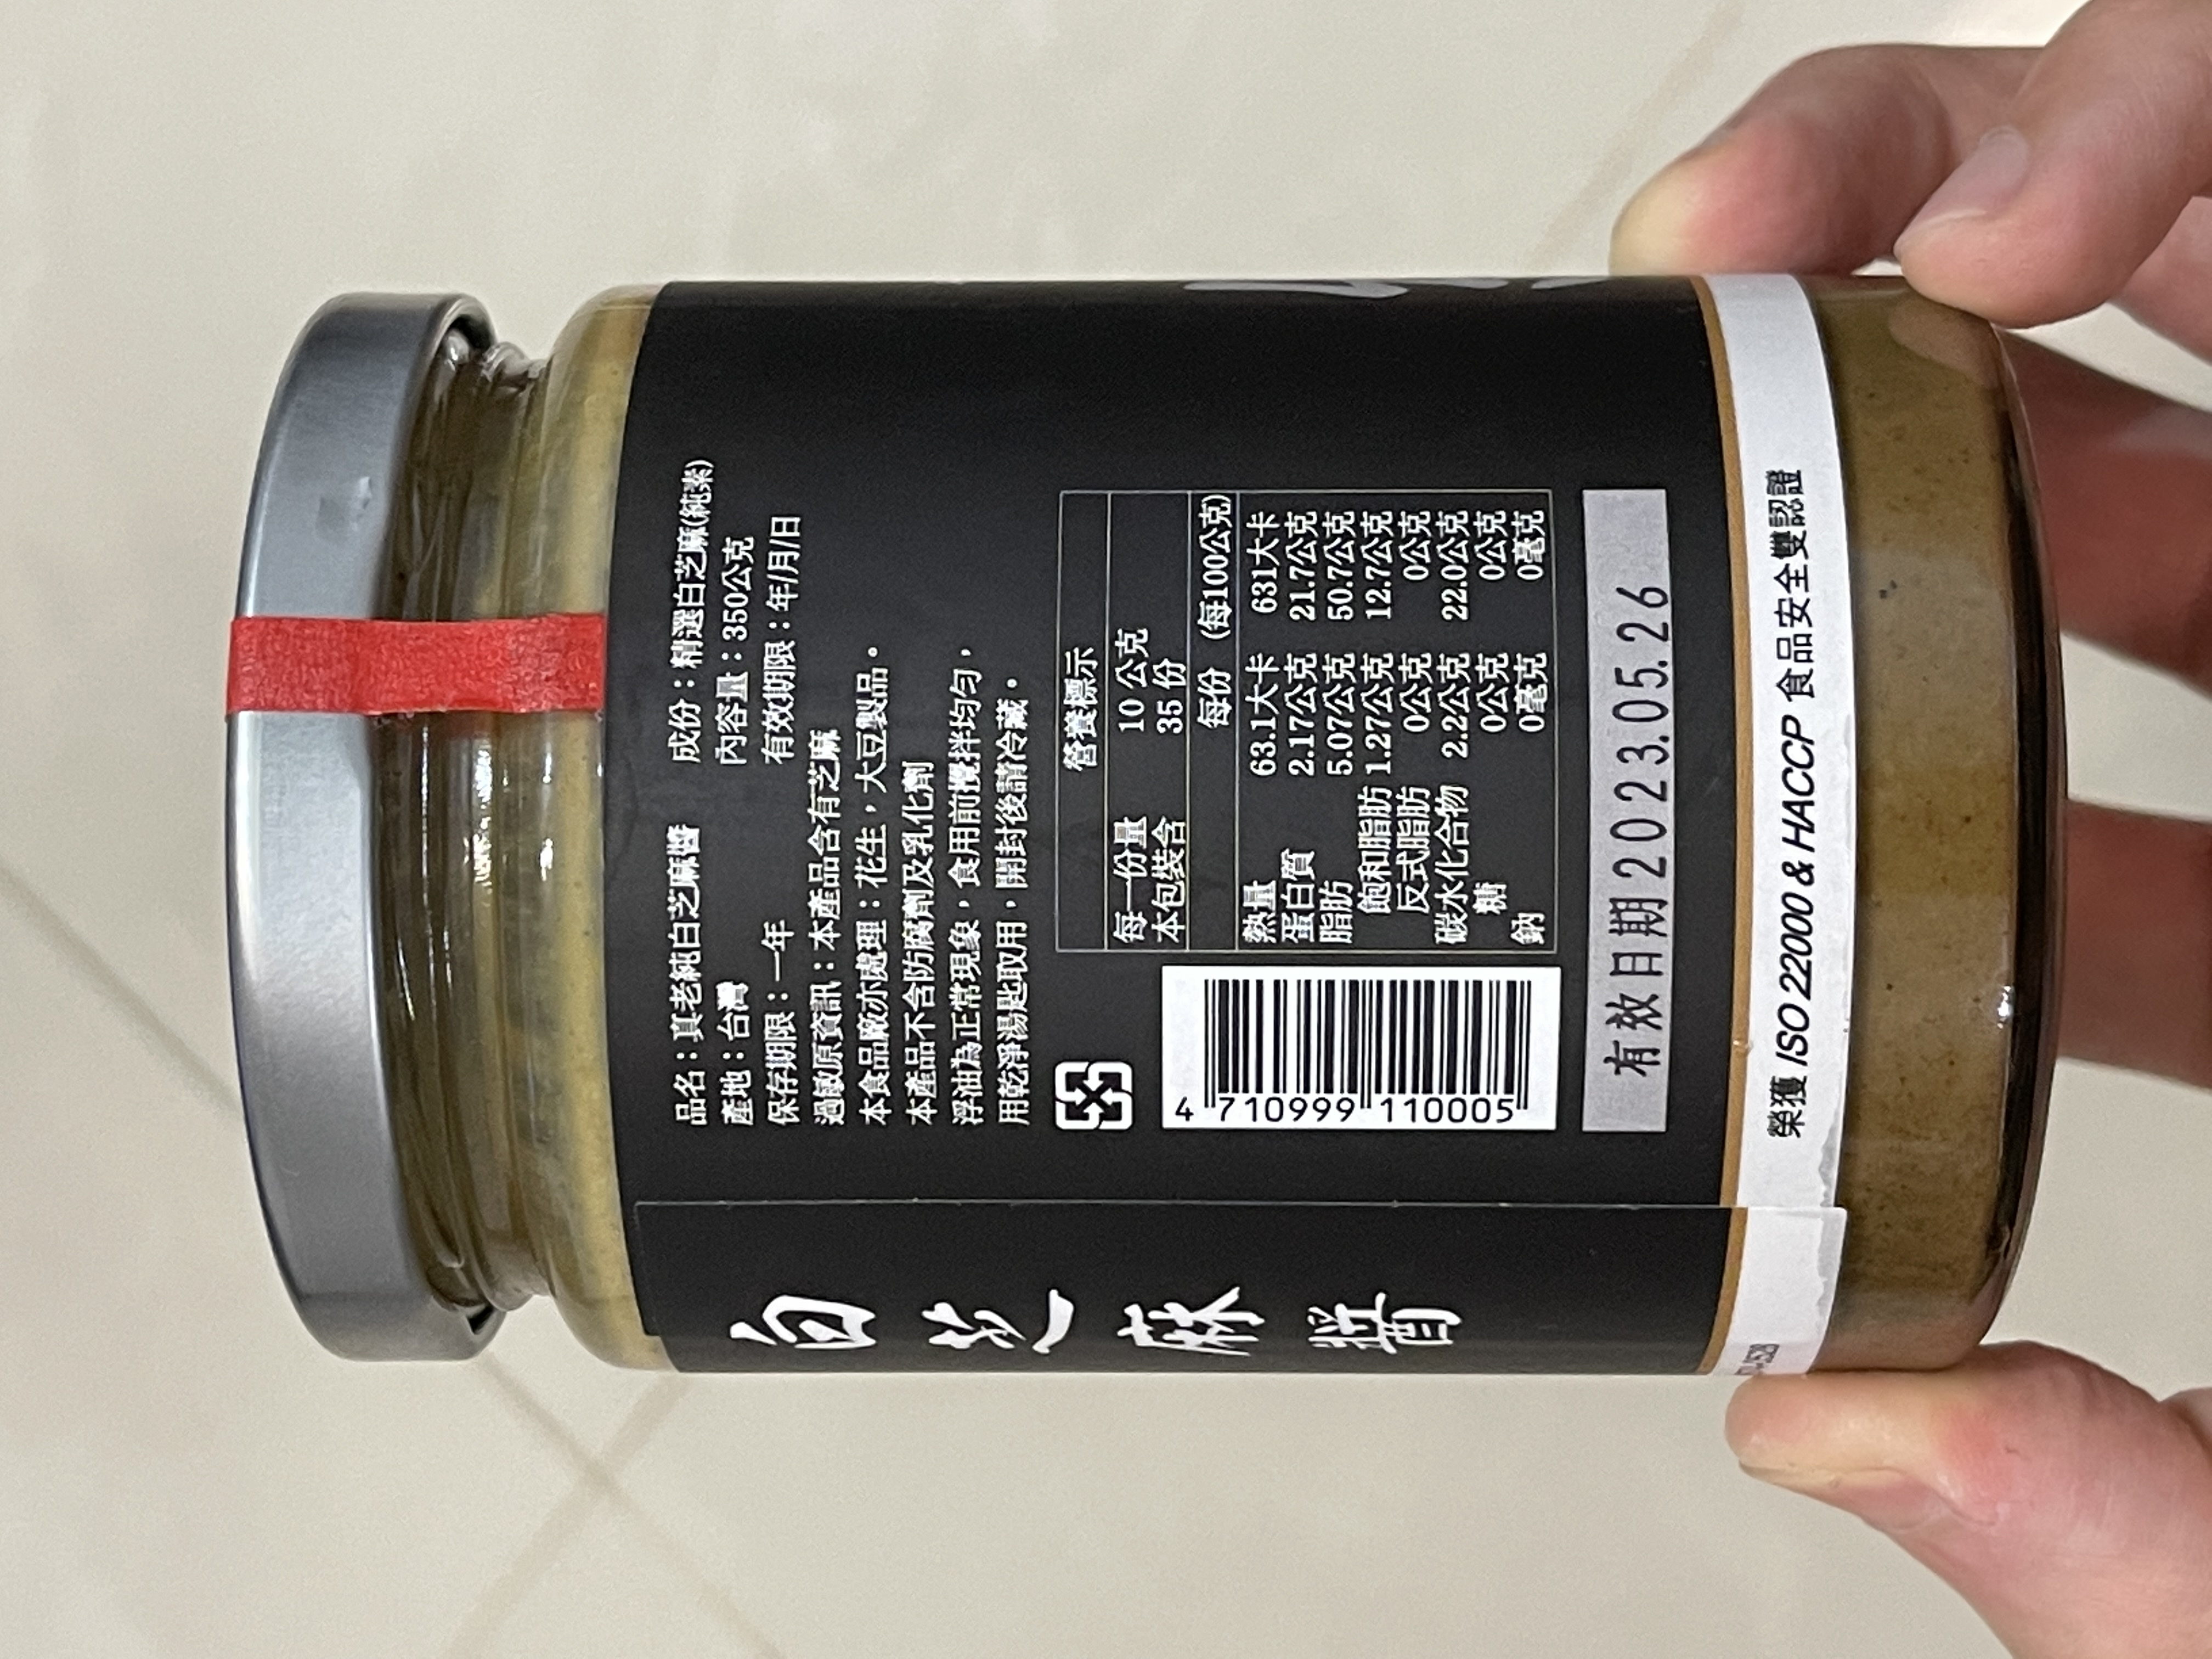 品名：真老純白芝麻醬 成份：精選白芝麻(純素)
產地：台灣 內容量：350公克
保存期限：一年 有效期限：年/月/日
過敏原資訊：本產品含有芝麻
本食品廠亦處理：花生，大豆製品。
本產品不含防腐劑及乳化劑
浮油為正常現象，食用前攪拌均勻，
用乾淨湯匙取用，開封後請冷藏。
營養標示
每一份量 10 公克
本包裝含 35 份
每份 (每100公克)
熱量 63.1大卡 631大卡
蛋白質 2.17公克 21.7公克
脂肪 5.07公克 50.7公克
飽和脂肪 1.27公克 12.7公克
反式脂肪 0公克 0公克
碳水化合物 2.2公克 22.0公克
糖 0公克 0公克
鈉 0毫克 0毫克
4 710999 110005
有效日期2023.05.26
榮獲 ISO 22000 & HACCP 食品安全雙認證
白芝麻醬